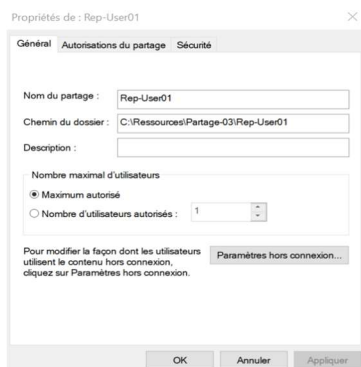 Propriétés de : Rep-User01
Général Autorisations du partage Sécurité
Nom du partage : Rep-User01
Chemin du dossier : C:\Ressources\Partage-03\Rep-User01
Description :
Nombre maximal d'utilisateurs
Maximum autorisé
Nombre d'utilisateurs autorisés : 1
Pour modifier la façon dont les utilisateurs
utilisent le contenu hors connexion,
cliquez sur Paramètres hors connexion.
Paramètres hors connexion...
OK Annuler Appliquer